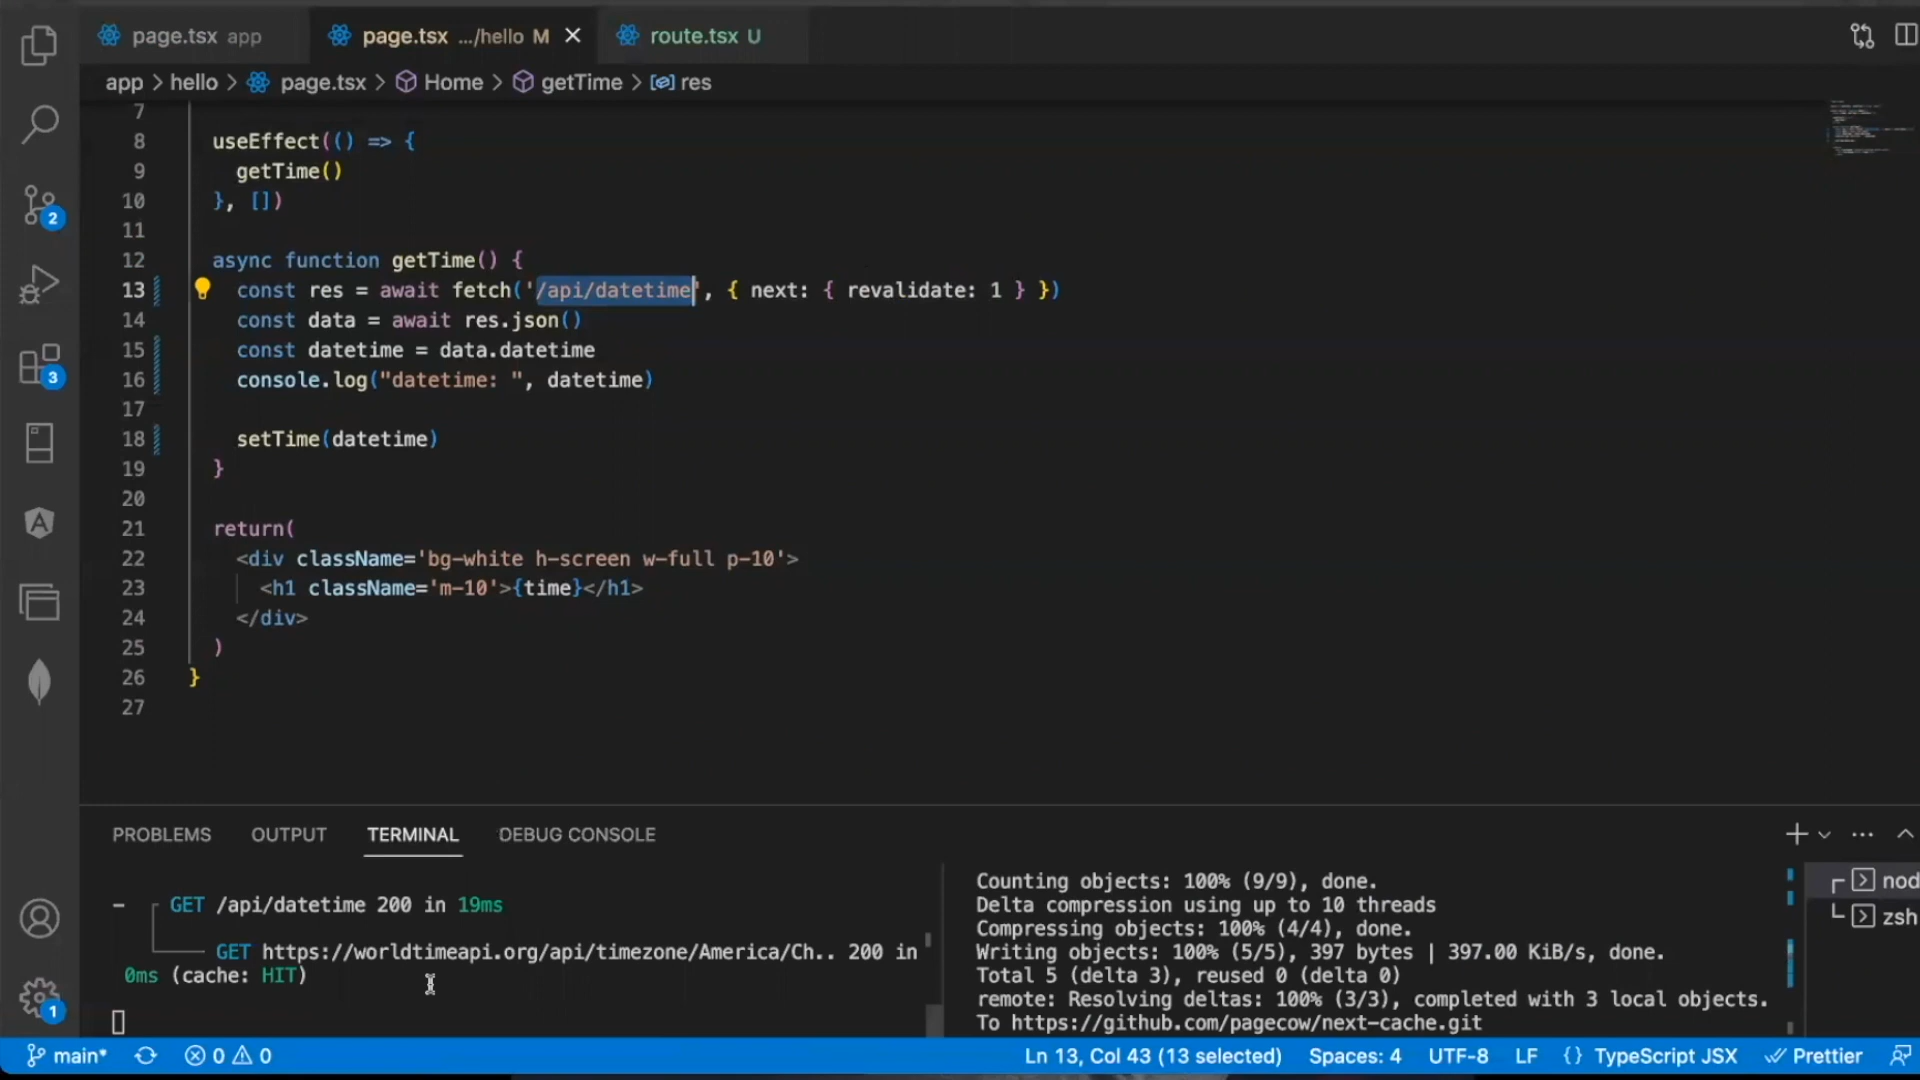 page.tsx app
page.tsx .../hello M
route.tsx U
app > hello > page.tsx > Home > getTime > res
7
8 useEffect(() => {
9 getTime()
10 }, [])
11
12 async function getTime() {
13 const res = await fetch('/api/datetime', { next: { revalidate: 1 } })
14 const data = await res.json()
15 const datetime = data.datetime
16 console.log("datetime: ", datetime)
17
18 setTime(datetime)
19 }
20
21 return(
22 <div className='bg-white h-screen w-full p-10'>
23 <h1 className='m-10'>{time}</h1>
24 </div>
25 )
26 }
27
2
3
1
PROBLEMS OUTPUT TERMINAL DEBUG CONSOLE
- GET /api/datetime 200 in 19ms
GET https://worldtimeapi.org/api/timezone/America/Ch.. 200 in
0ms (cache: HIT)
Counting objects: 100% (9/9), done.
Delta compression using up to 10 threads
Compressing objects: 100% (4/4), done.
Writing objects: 100% (5/5), 397 bytes | 397.00 KiB/s, done.
Total 5 (delta 3), reused 0 (delta 0)
remote: Resolving deltas: 100% (3/3), completed with 3 local objects.
To https://github.com/pagecow/next-cache.git
nod
zsh
main* 0 0 Ln 13, Col 43 (13 selected) Spaces: 4 UTF-8 LF {} TypeScript JSX Prettier